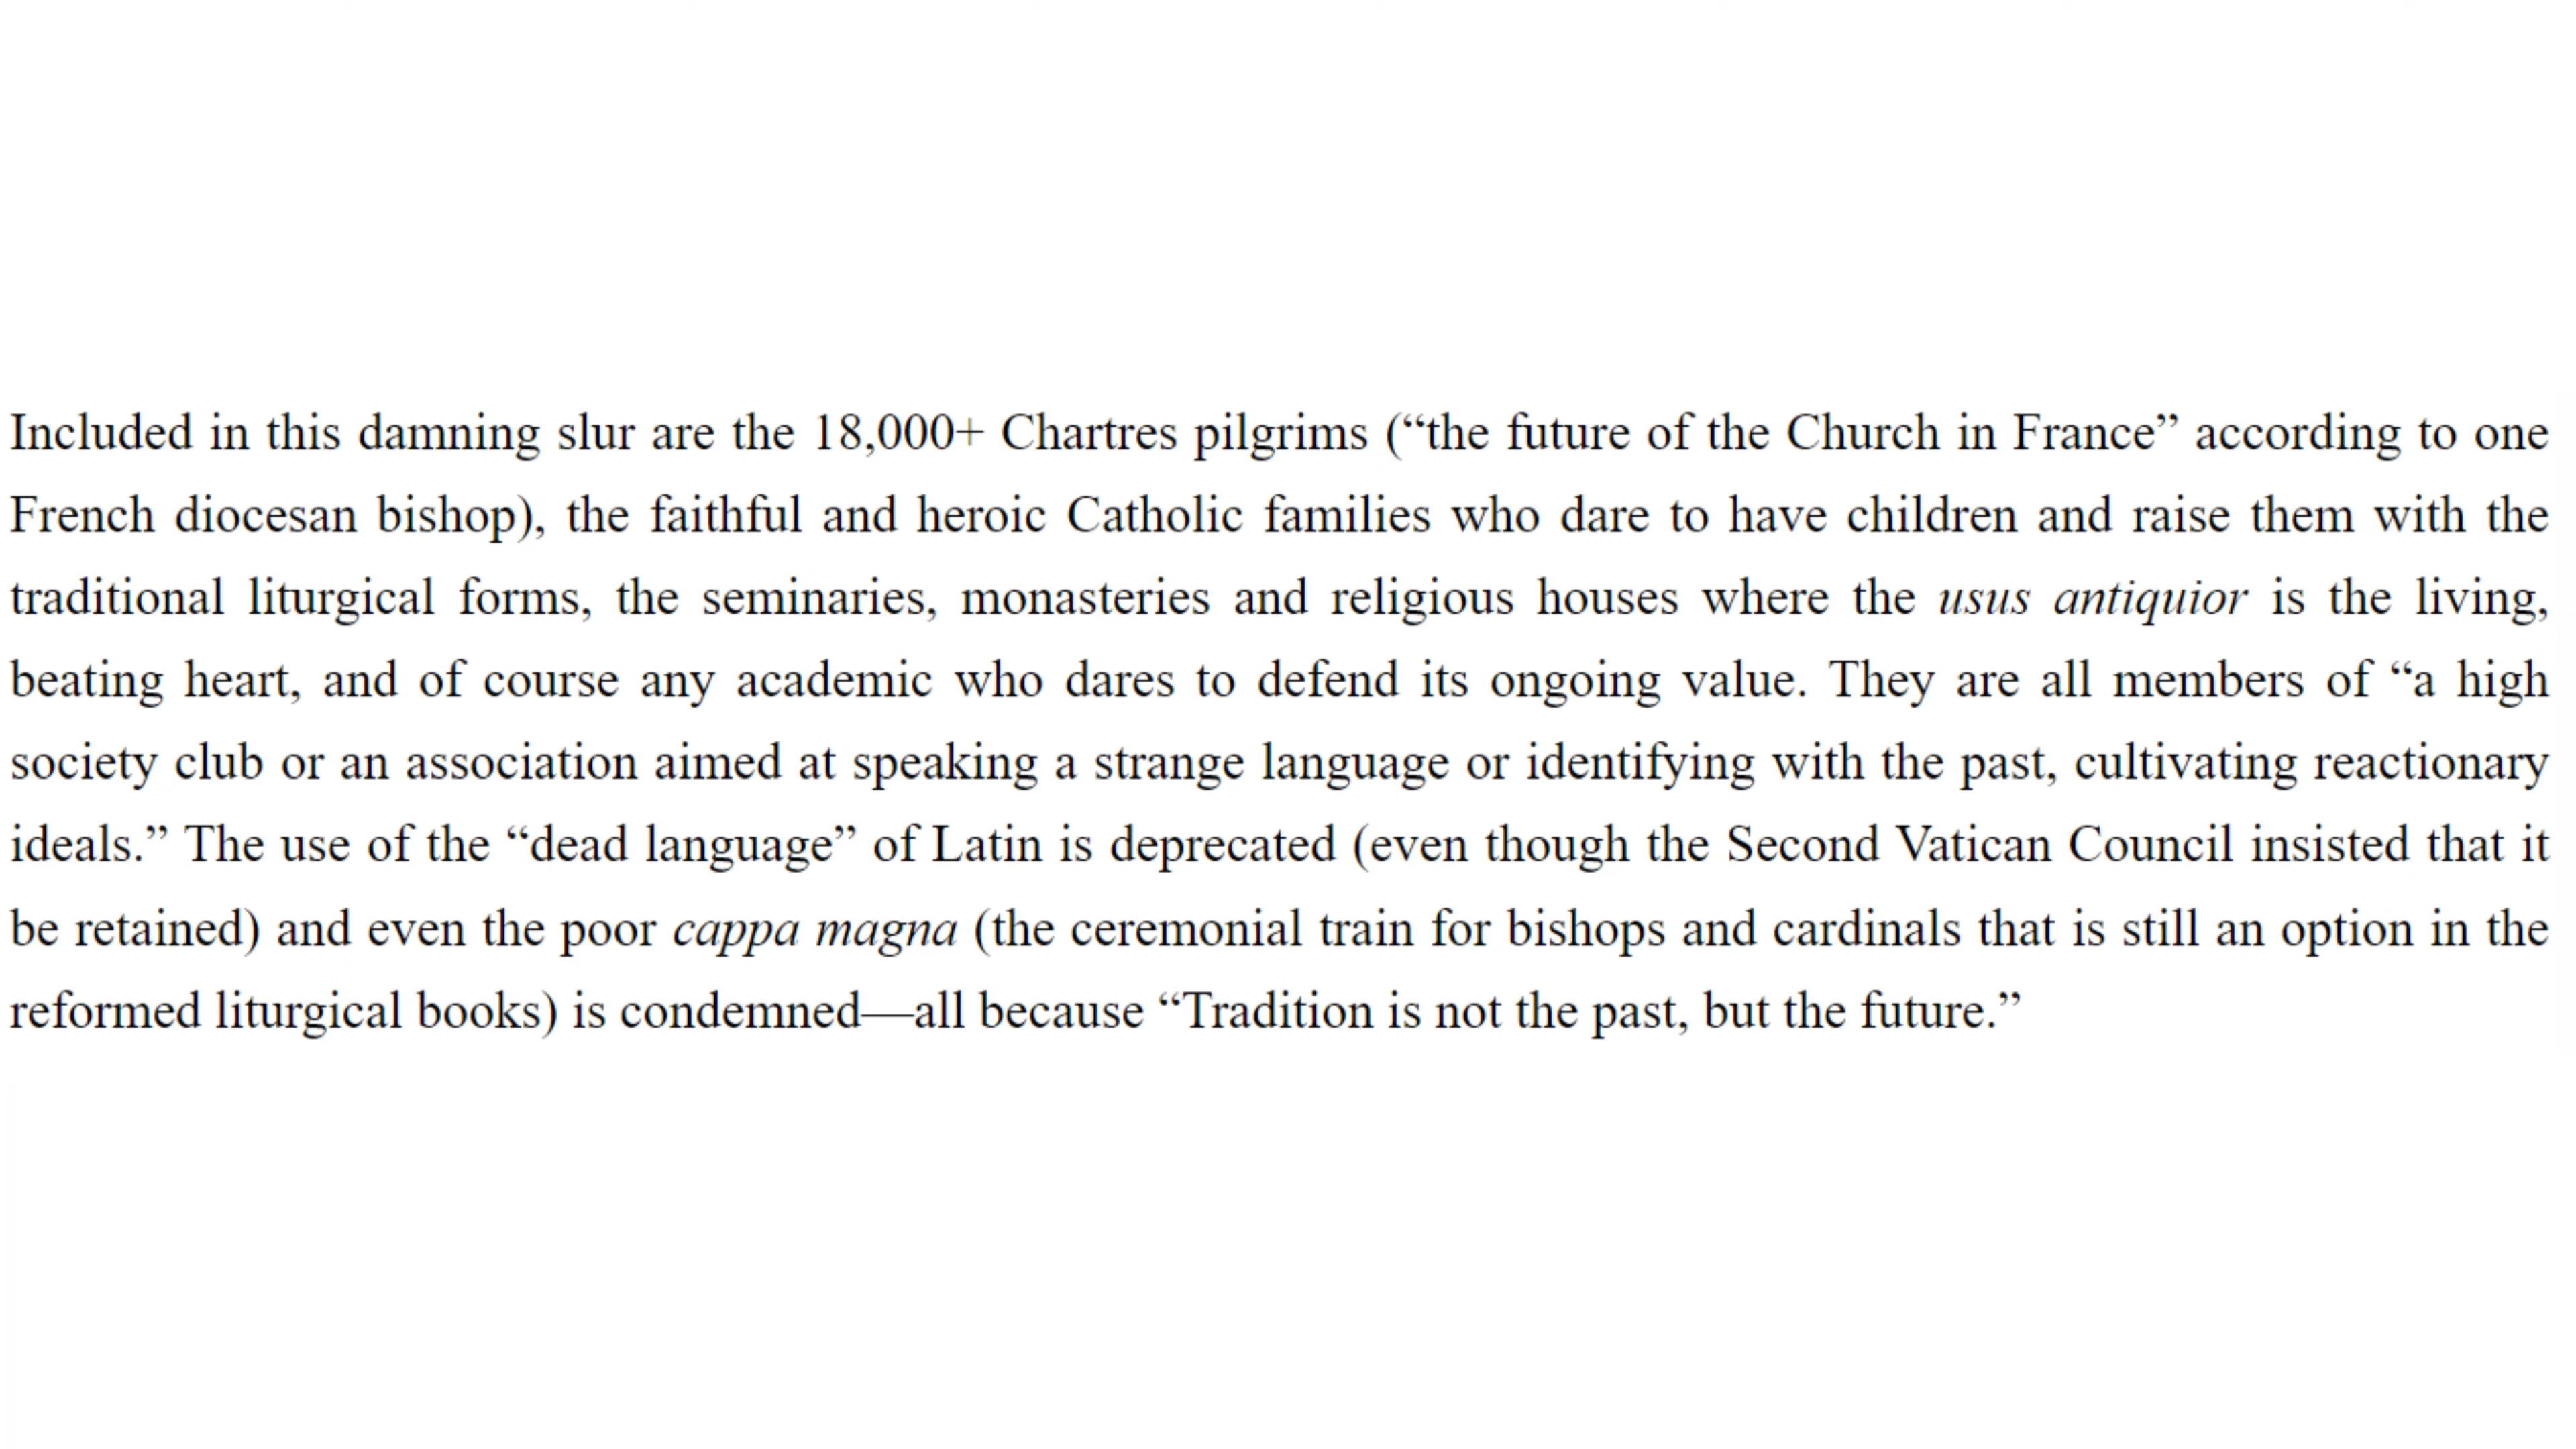 Included in this damning slur are the 18,000+ Chartres pilgrims (“the future of the Church in France” according to one
French diocesan bishop), the faithful and heroic Catholic families who dare to have children and raise them with the
traditional liturgical forms, the seminaries, monasteries and religious houses where the usus antiquior is the living,
beating heart, and of course any academic who dares to defend its ongoing value. They are all members of “a high
society club or an association aimed at speaking a strange language or identifying with the past, cultivating reactionary
ideals.” The use of the “dead language” of Latin is deprecated (even though the Second Vatican Council insisted that it
be retained) and even the poor cappa magna (the ceremonial train for bishops and cardinals that is still an option in the
reformed liturgical books) is condemned—all because “Tradition is not the past, but the future.”